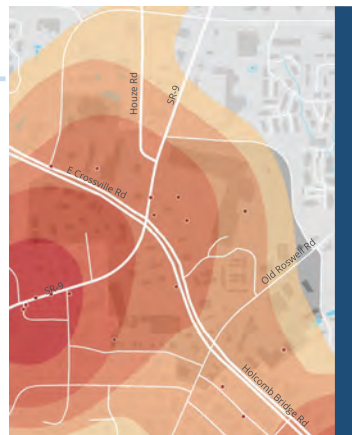 Houze Rd
SR-9
E Crossville Rd
Old Roswell Rd
SR-9
Holcomb Bridge Rd